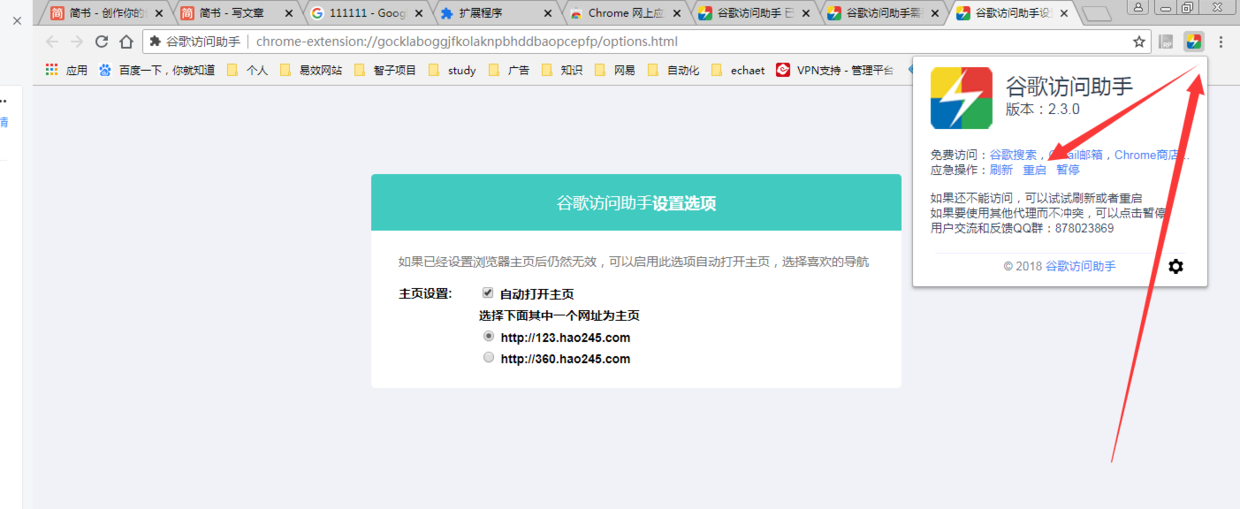 简书 - 创作你的
简书 - 写文章
111111 - Goog
扩展程序
Chrome 网上应
谷歌访问助手 已
谷歌访问助手需
谷歌访问助手设
谷歌访问助手 | chrome-extension://gocklaboggjfkolaknpbhddbaopcepfp/options.html
应用 百度一下，你就知道 个人 易效网站 智子项目 study 广告 知识 网易 自动化 echaet VPN支持 - 管理平台
情
谷歌访问助手
版本：2.3.0
免费访问：谷歌搜索，Gmail邮箱，Chrome商店...
应急操作：刷新 重启 暂停
如果还不能访问，可以试试刷新或者重启
如果要使用其他代理而不冲突，可以点击暂停
用户交流和反馈QQ群：878023869
© 2018 谷歌访问助手
谷歌访问助手设置选项
如果已经设置浏览器主页后仍然无效，可以启用此选项自动打开主页，选择喜欢的导航
主页设置: 自动打开主页
选择下面其中一个网址为主页
http://123.hao245.com
http://360.hao245.com